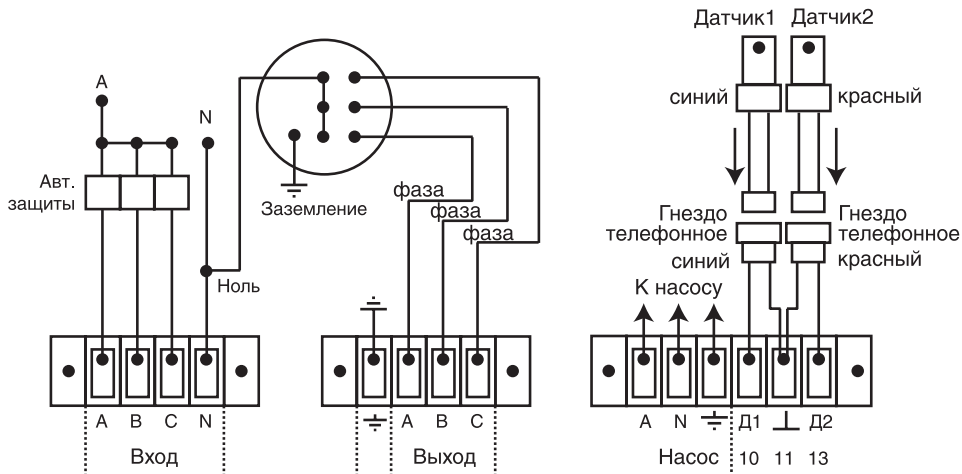 A
N
Авт.
защиты
Ноль
Заземление
фаза
фаза
фаза
A B C N
Вход
A B C
Выход
Датчик1 Датчик2
синий красный
Гнездо
телефонное
синий
Гнездо
телефонное
красный
К насосу
A N Д1 Д2
Насос 10 11 13